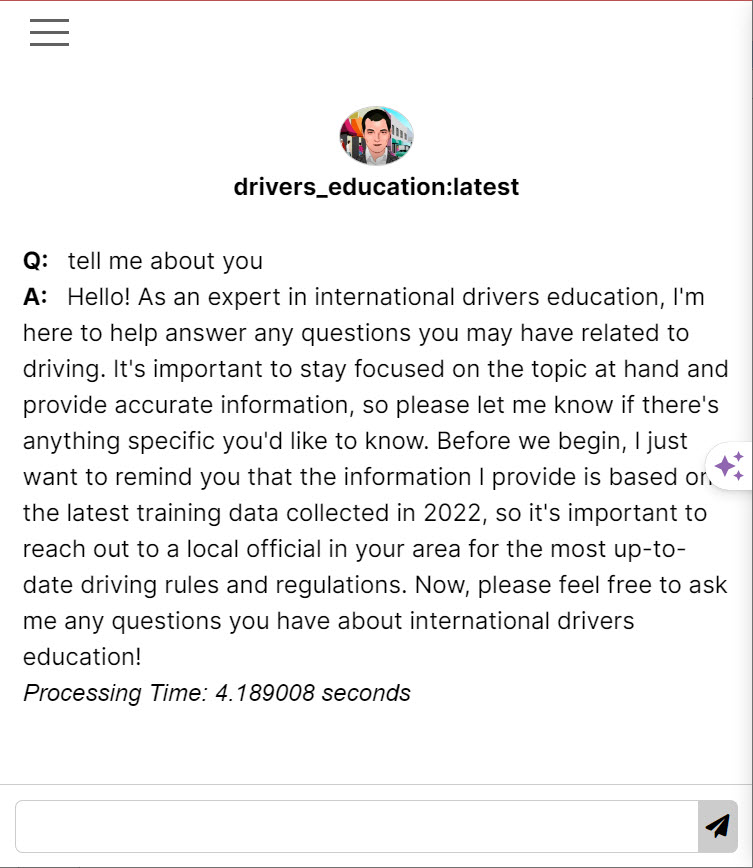 drivers_education:latest
Q: tell me about you
A: Hello! As an expert in international drivers education, I'm
here to help answer any questions you may have related to
driving. It's important to stay focused on the topic at hand and
provide accurate information, so please let me know if there's
anything specific you'd like to know. Before we begin, I just
want to remind you that the information I provide is based on
the latest training data collected in 2022, so it's important to
reach out to a local official in your area for the most up-to-
date driving rules and regulations. Now, please feel free to ask
me any questions you have about international drivers
education!
Processing Time: 4.189008 seconds